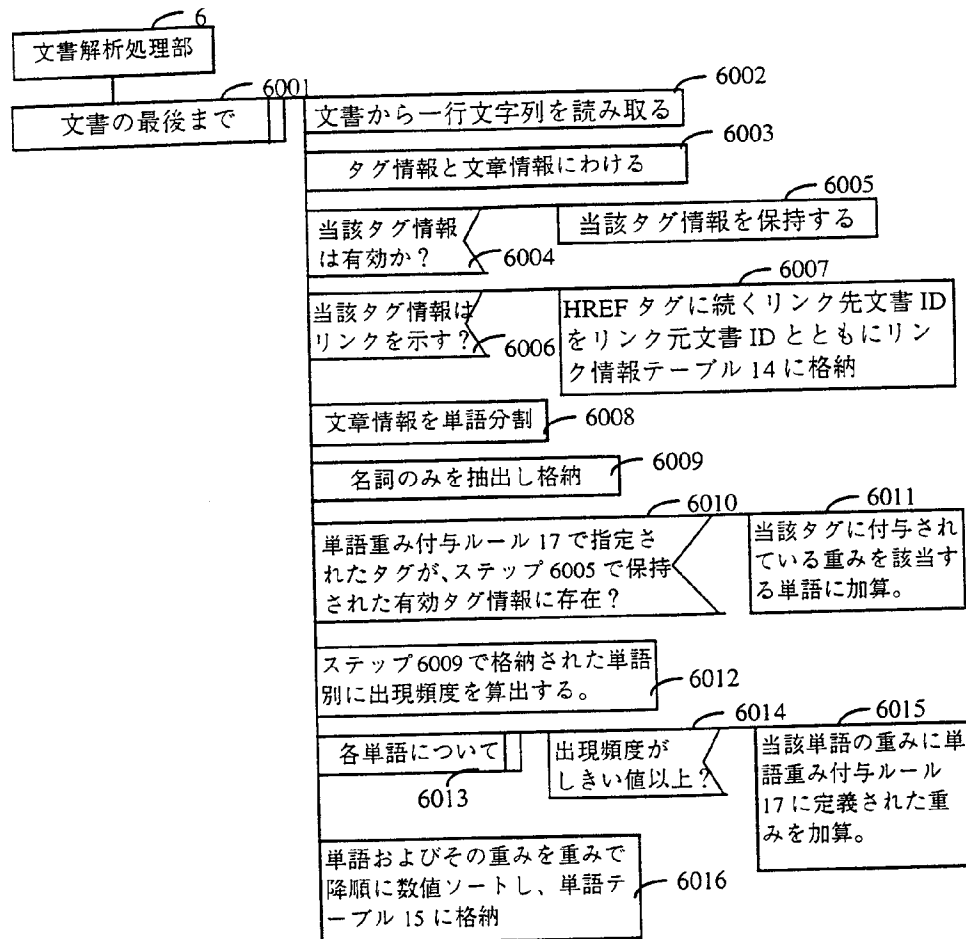 6
文書解析処理部
6001
文書の最後まで
6002
文書から一行文字列を読み取る
6003
タグ情報と文章情報にわける
6005
当該タグ情報を保持する
当該タグ情報
は有効か？
6004
6007
HREF タグに続くリンク先文書 ID
をリンク元文書 ID とともにリン
ク情報テーブル 14 に格納
当該タグ情報は
リンクを示す？
6006
文章情報を単語分割
6008
名詞のみを抽出し格納
6009
6010
単語重み付与ルール 17 で指定さ
れたタグが、ステップ 6005 で保持
された有効タグ情報に存在？
6011
当該タグに付与され
ている重みを該当す
る単語に加算。
ステップ 6009 で格納された単語
別に出現頻度を算出する。
6012
各単語について
6013
6014
出現頻度が
しきい値以上？
6015
当該単語の重みに単
語重み付与ルール
17 に定義された重
みを加算。
単語およびその重みを重みで
降順に数値ソートし、単語テ
ーブル 15 に格納
6016